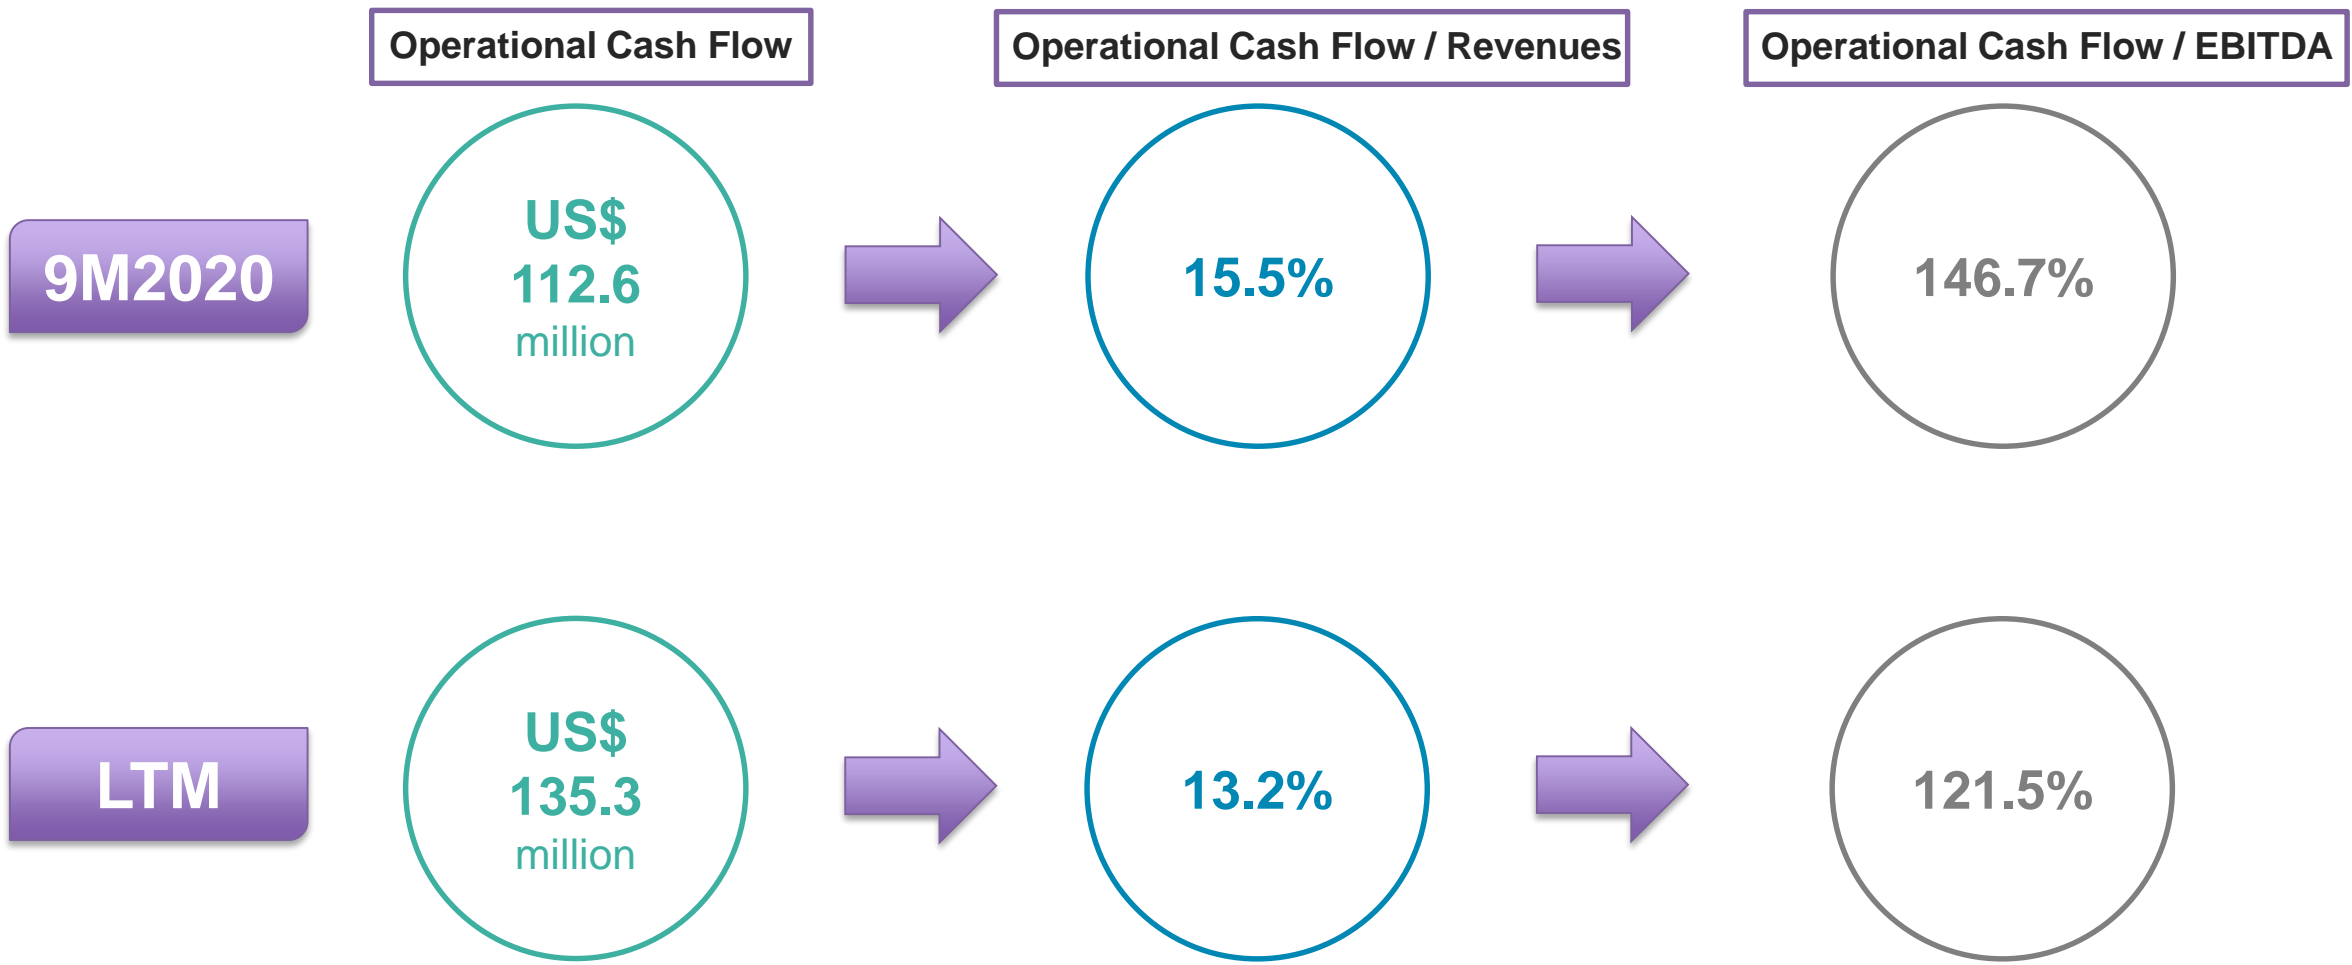 Operational Cash Flow
Operational Cash Flow / Revenues
Operational Cash Flow / EBITDA
9M2020
US$
112.6
million
15.5%
146.7%
LTM
US$
135.3
million
13.2%
121.5%